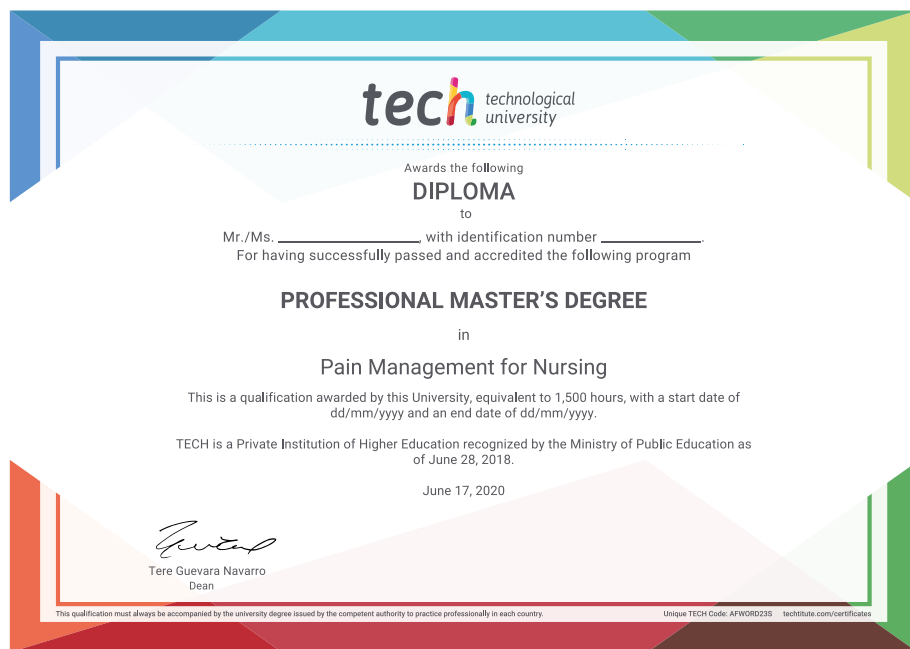 tech technological
university
Awards the following
DIPLOMA
to
Mr./Ms. ____________________, with identification number ______________.
For having successfully passed and accredited the following program
PROFESSIONAL MASTER'S DEGREE
in
Pain Management for Nursing
This is a qualification awarded by this University, equivalent to 1,500 hours, with a start date of
dd/mm/yyyy and an end date of dd/mm/yyyy.
TECH is a Private Institution of Higher Education recognized by the Ministry of Public Education as
of June 28, 2018.
June 17, 2020
Tere Guevara Navarro
Dean
This qualification must always be accompanied by the university degree issued by the competent authority to practice professionally in each country. Unique TECH Code: AFWORD23S techtitute.com/certificates